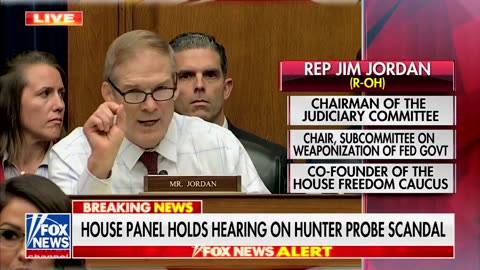 LIVE
REP JIM JORDAN
(R-OH)
CHAIRMAN OF THE
JUDICIARY COMMITTEE
CHAIR, SUBCOMMITTEE ON
WEAPONIZATION OF FED GOVT
CO-FOUNDER OF THE
HOUSE FREEDOM CAUCUS
MR. JORDAN
BREAKING NEWS
HOUSE PANEL HOLDS HEARING ON HUNTER PROBE SCANDAL
FOX
NEWS
channel
FOX NEWS ALERT